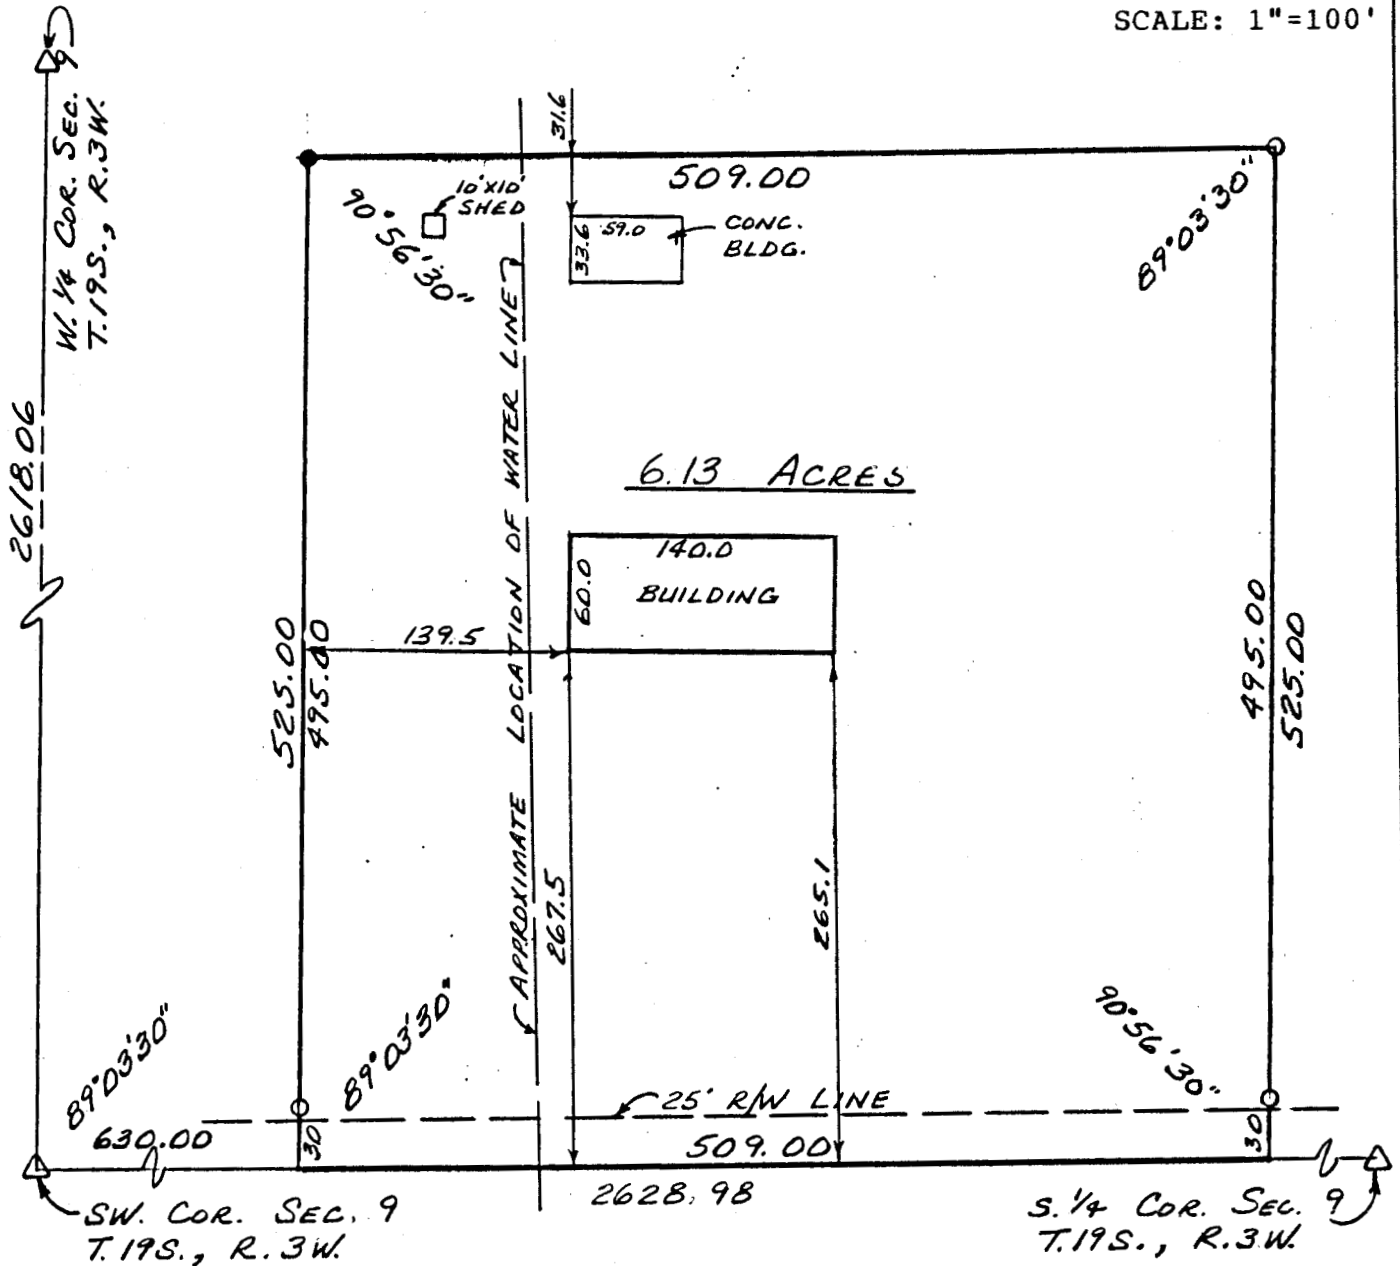 SCALE: 1"=100'
W. 1/4 COR. SEC. 9
T.19S., R.3W.
31.6
509.00
10'X10'
SHED
90°56'30"
33.6
59.0
CONC.
BLDG.
89°03'30"
2618.06
6.13 ACRES
140.0
60.0
BUILDING
139.5
525.00
495.00
495.00
525.00
APPROXIMATE LOCATION OF WATER LINE
267.5
265.1
89°03'30"
89°03'30"
90°56'30"
25' R/W LINE
630.00
30
509.00
30
2628.98
SW. COR. SEC. 9
T.19S., R.3W.
S. 1/4 COR. SEC. 9
T.19S., R.3W.